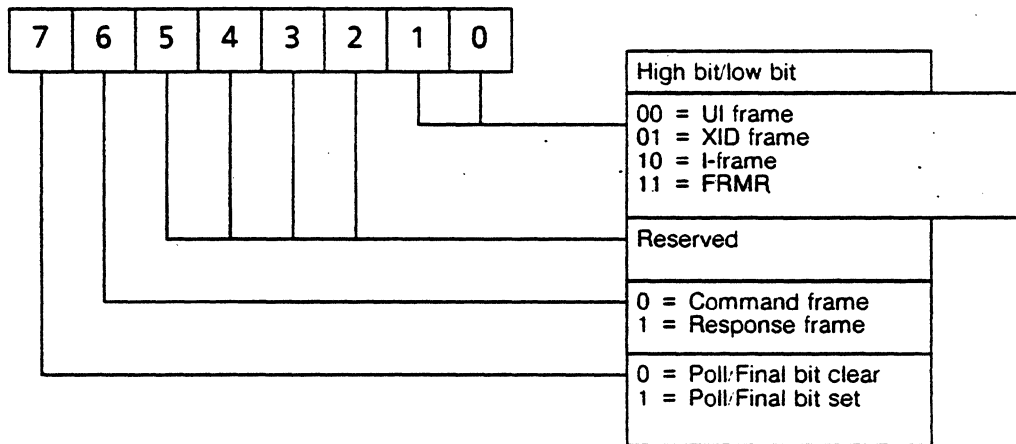 7 6 5 4 3 2 1 0
High bit/low bit
00 = UI frame
01 = XID frame
10 = I-frame
11 = FRMR
Reserved
0 = Command frame
1 = Response frame
0 = Poll/Final bit clear
1 = Poll/Final bit set